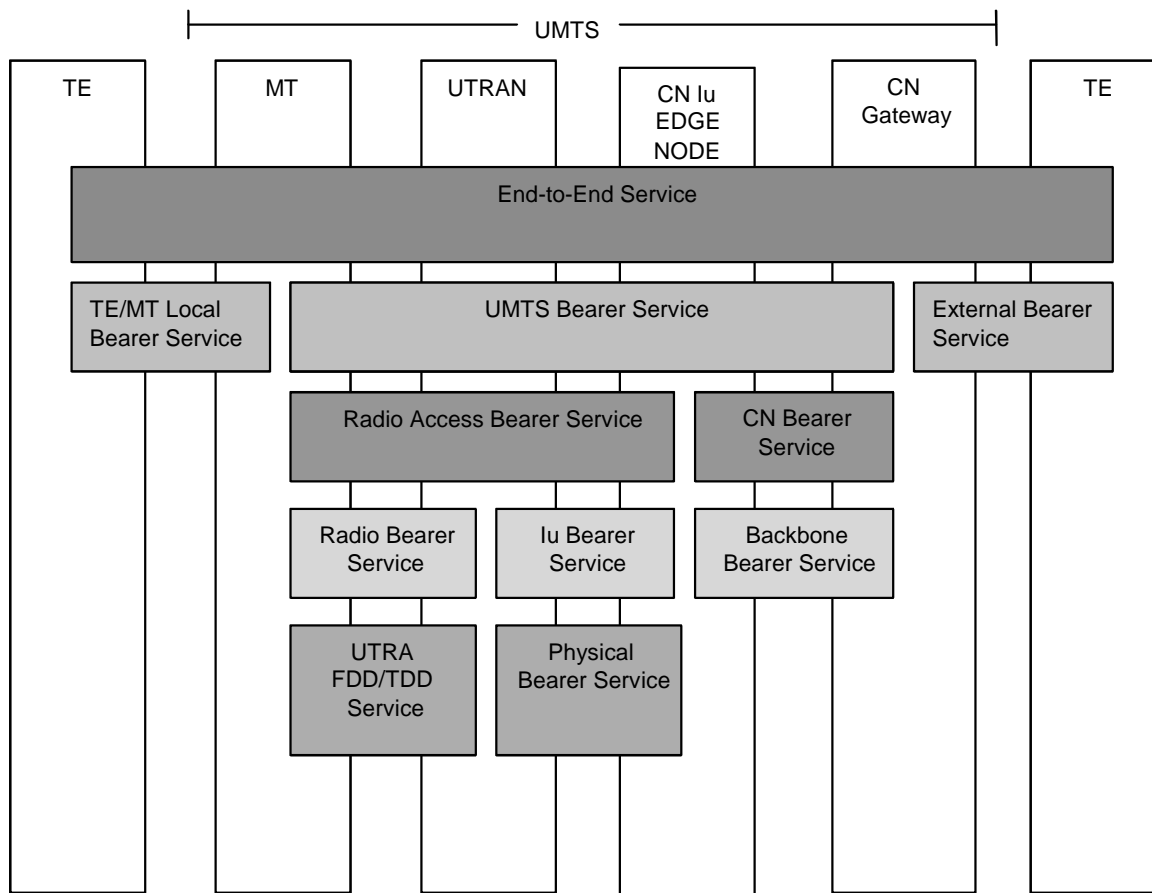 UMTS
TE
MT
UTRAN
CN Iu
EDGE
NODE
CN
Gateway
TE
End-to-End Service
TE/MT Local
Bearer Service
UMTS Bearer Service
External Bearer
Service
Radio Access Bearer Service
CN Bearer
Service
Radio Bearer
Service
Iu Bearer
Service
Backbone
Bearer Service
UTRA
FDD/TDD
Service
Physical
Bearer Service